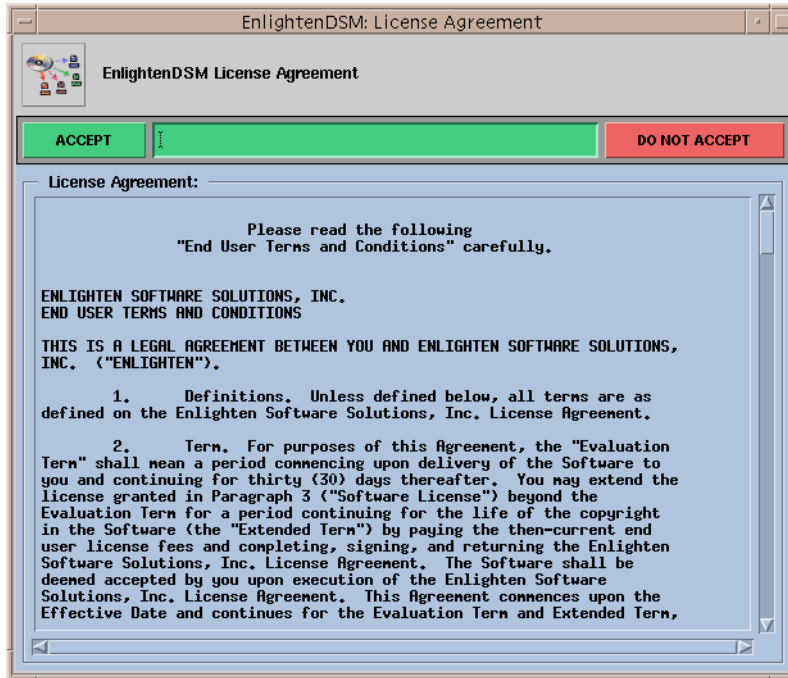 EnlightenDSM: License Agreement
EnlightenDSM License Agreement
ACCEPT
DO NOT ACCEPT
License Agreement:
Please read the following
"End User Terms and Conditions" carefully.
ENLIGHTEN SOFTWARE SOLUTIONS, INC.
END USER TERMS AND CONDITIONS
THIS IS A LEGAL AGREEMENT BETWEEN YOU AND ENLIGHTEN SOFTWARE SOLUTIONS,
INC. ("ENLIGHTEN").
1. Definitions. Unless defined below, all terms are as
defined on the Enlighten Software Solutions, Inc. License Agreement.
2. Term. For purposes of this Agreement, the "Evaluation
Term" shall mean a period commencing upon delivery of the Software to
you and continuing for thirty (30) days thereafter. You may extend the
license granted in Paragraph 3 ("Software License") beyond the
Evaluation Term for a period continuing for the life of the copyright
in the Software (the "Extended Term") by paying the then-current end
user license fees and completing, signing, and returning the Enlighten
Software Solutions, Inc. License Agreement. The Software shall be
deemed accepted by you upon execution of the Enlighten Software
Solutions, Inc. License Agreement. This Agreement commences upon the
Effective Date and continues for the Evaluation Term and Extended Term,